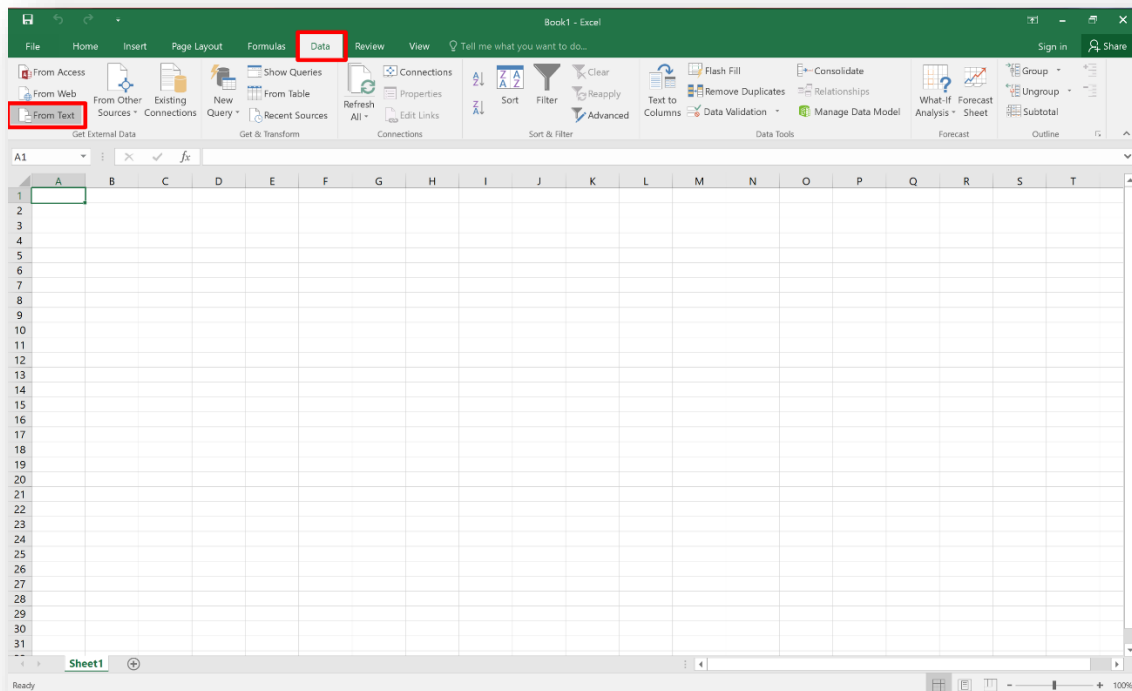 Book1 - Excel
File Home Insert Page Layout Formulas Data Review View Tell me what you want to do... Sign in Share
From Access
From Web
From Text
From Other
Sources
Existing
Connections
Get External Data
New
Query
Show Queries
From Table
Recent Sources
Get & Transform
Refresh
All
Connections
Properties
Edit Links
Connections
Sort
Filter
Clear
Reapply
Advanced
Sort & Filter
Text to
Columns
Flash Fill
Remove Duplicates
Data Validation
Consolidate
Relationships
Manage Data Model
Data Tools
What-If
Analysis
Forecast
Sheet
Forecast
Group
Ungroup
Subtotal
Outline
A1 fx
A B C D E F G H I J K L M N O P Q R S T
1
2
3
4
5
6
7
8
9
10
11
12
13
14
15
16
17
18
19
20
21
22
23
24
25
26
27
28
29
30
31
Sheet1
Ready 100%